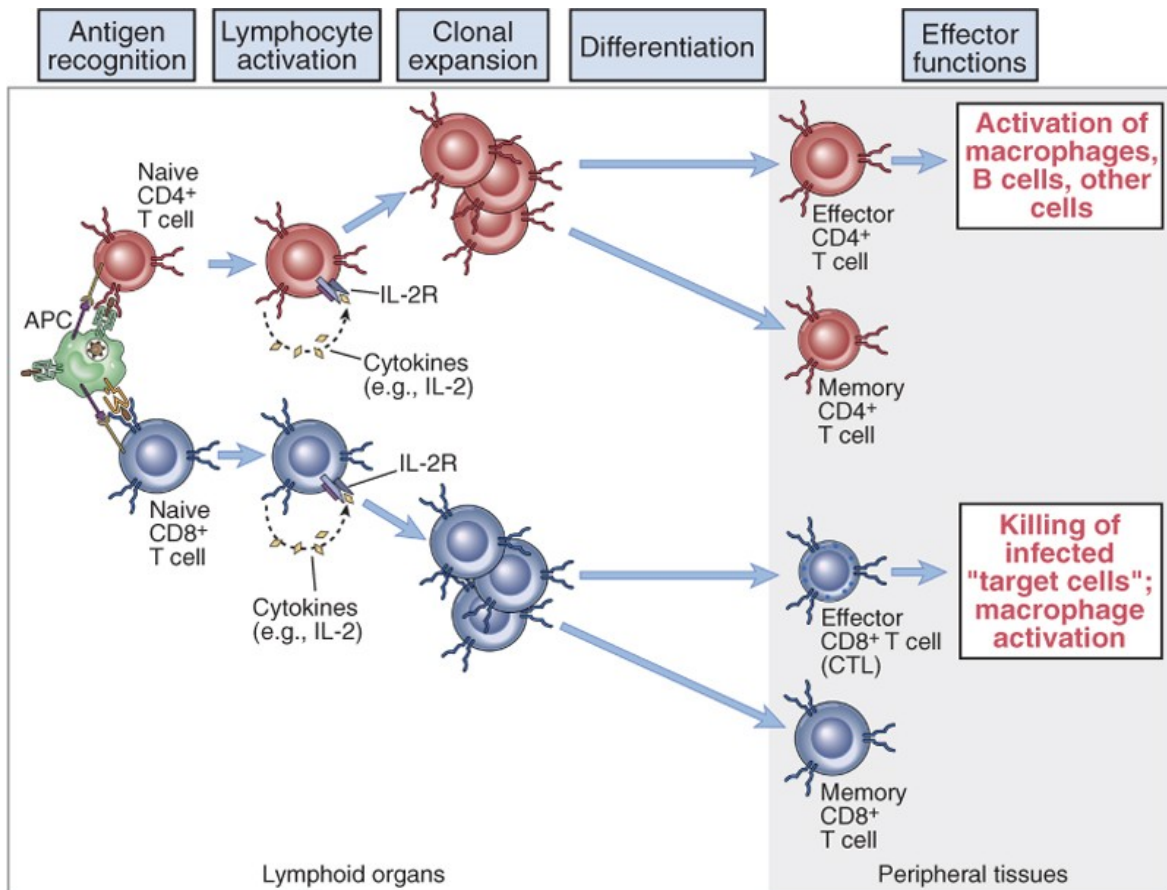 Antigen
recognition
Lymphocyte
activation
Clonal
expansion
Differentiation
Effector
functions
Naive
CD4+
T cell
APC
IL-2R
Cytokines
(e.g., IL-2)
Effector
CD4+
T cell
Activation of
macrophages,
B cells, other
cells
Memory
CD4+
T cell
Naive
CD8+
T cell
IL-2R
Cytokines
(e.g., IL-2)
Effector
CD8+ T cell
(CTL)
Killing of
infected
"target cells";
macrophage
activation
Memory
CD8+
T cell
Lymphoid organs
Peripheral tissues